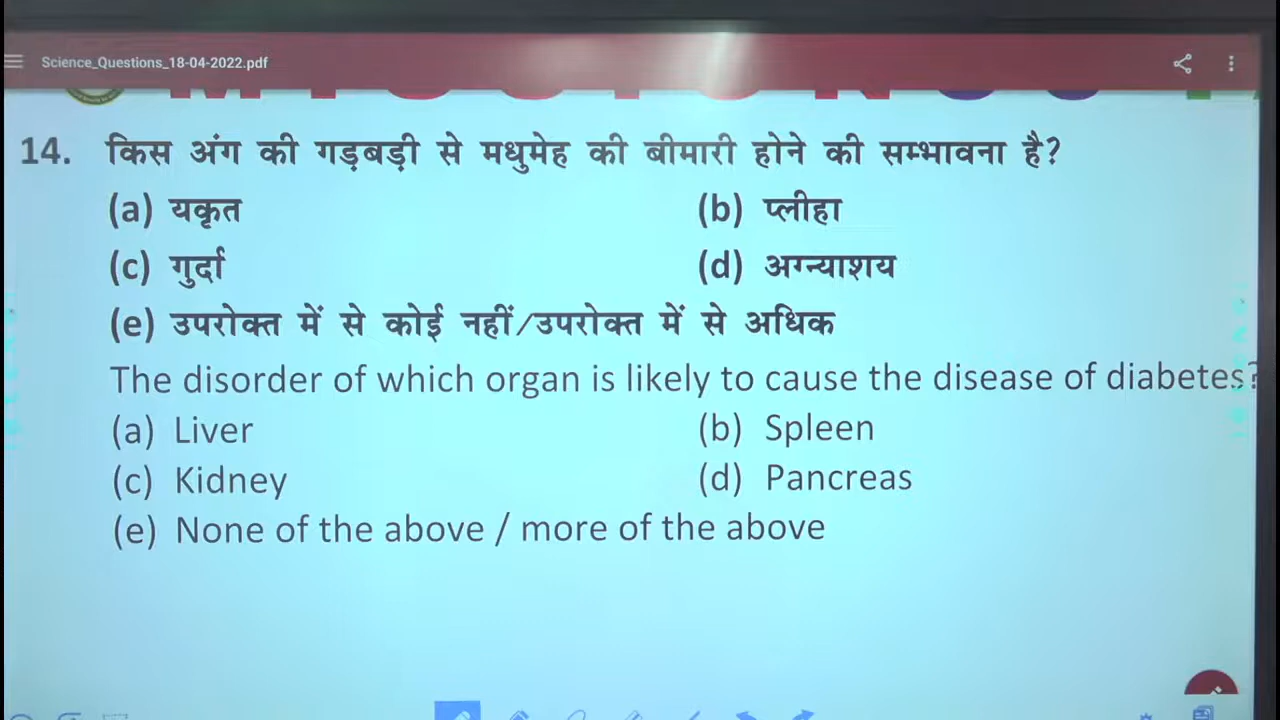 Science_Questions_18-04-2022.pdf
14. किस अंग की गड़बड़ी से मधुमेह की बीमारी होने की सम्भावना है?
(a) यकृत (b) प्लीहा
(c) गुर्दा (d) अग्न्याशय
(e) उपरोक्त में से कोई नहीं/उपरोक्त में से अधिक
The disorder of which organ is likely to cause the disease of diabetes?
(a) Liver (b) Spleen
(c) Kidney (d) Pancreas
(e) None of the above / more of the above